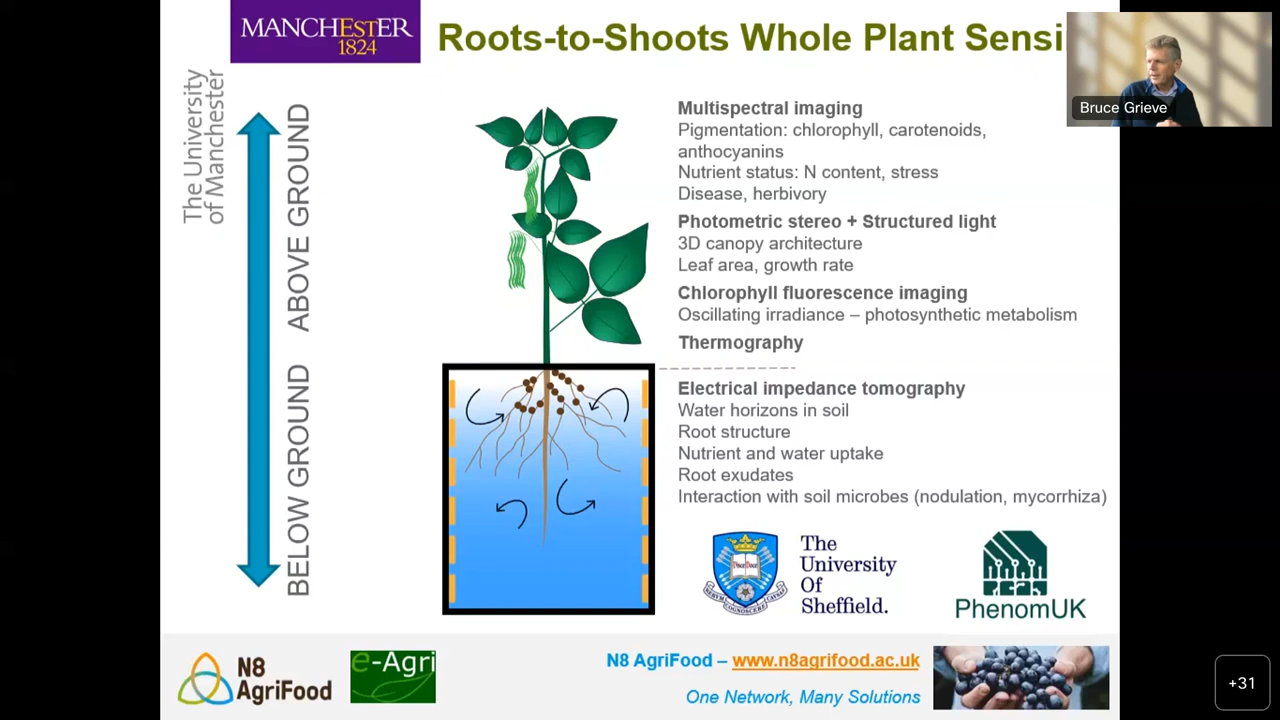 MANCHESTER
1824
The University
of Manchester
Roots-to-Shoots Whole Plant Sensi
Bruce Grieve
ABOVE GROUND
BELOW GROUND
Multispectral imaging
Pigmentation: chlorophyll, carotenoids,
anthocyanins
Nutrient status: N content, stress
Disease, herbivory
Photometric stereo + Structured light
3D canopy architecture
Leaf area, growth rate
Chlorophyll fluorescence imaging
Oscillating irradiance – photosynthetic metabolism
Thermography
Electrical impedance tomography
Water horizons in soil
Root structure
Nutrient and water uptake
Root exudates
Interaction with soil microbes (nodulation, mycorrhiza)
The
University
Of
Sheffield.
PhenomUK
N8
AgriFood
e-Agri
N8 AgriFood – www.n8agrifood.ac.uk
One Network, Many Solutions
+31